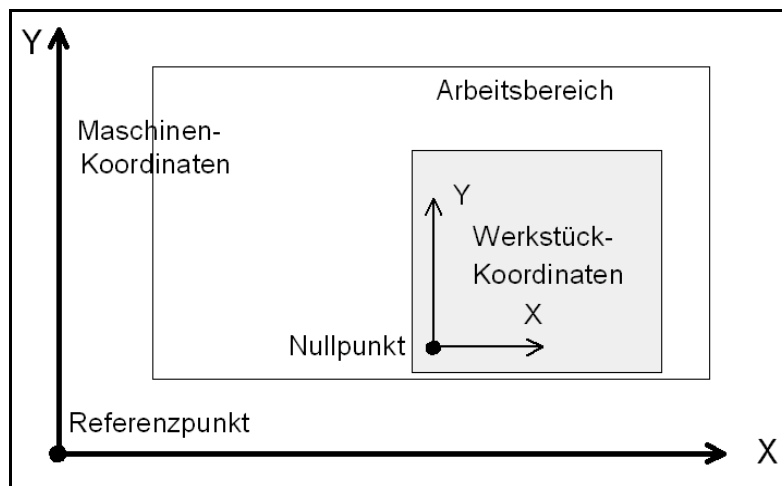 Y
Arbeitsbereich
Maschinen-
Koordinaten
Y
Werkstück-
Koordinaten
X
Nullpunkt
Referenzpunkt
X